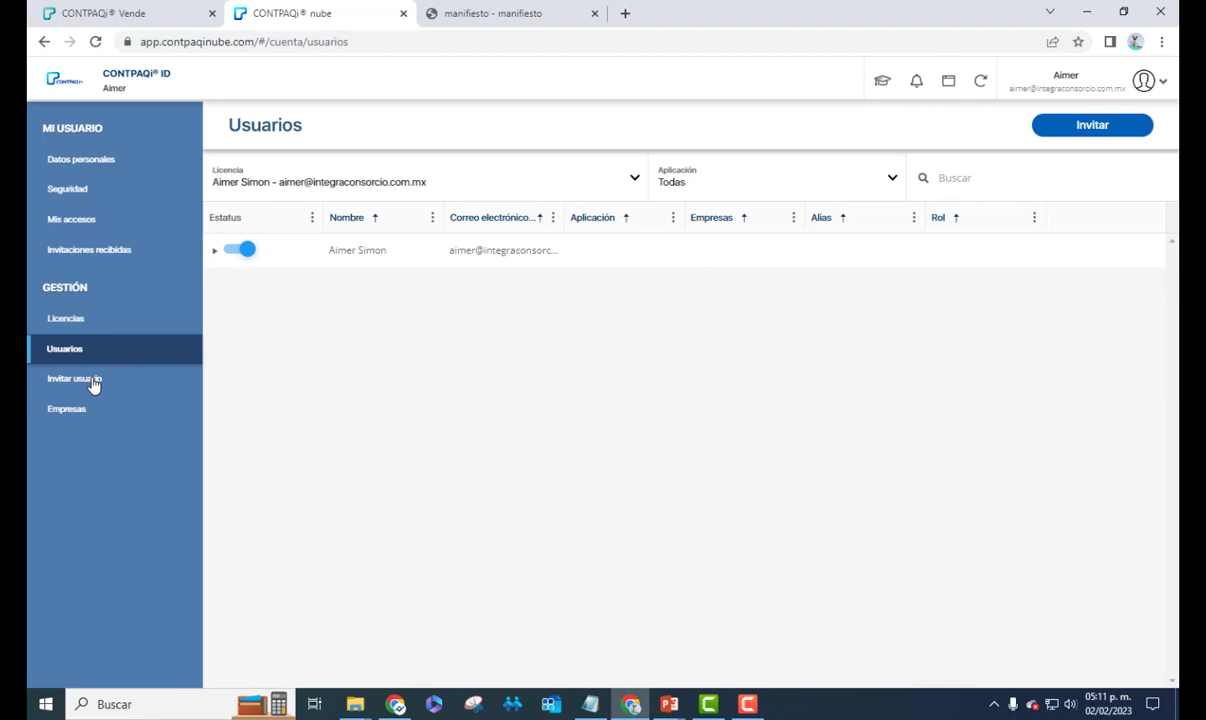 CONTPAQi® Vende
CONTPAQi® nube
manifiesto - manifiesto
app.contpaqinube.com/#/cuenta/usuarios
CONTPAQi
CONTPAQi® ID
Aimer
Aimer
aimer@integraconsorcio.com.mx
MI USUARIO
Datos personales
Seguridad
Mis accesos
Invitaciones recibidas
GESTIÓN
Licencias
Usuarios
Invitar usuario
Empresas
Usuarios
Invitar
Licencia
Aimer Simon - aimer@integraconsorcio.com.mx
Aplicación
Todas
Buscar
Estatus
Nombre
Correo electrónico...
Aplicación
Empresas
Alias
Rol
Aimer Simon
aimer@integraconsorc...
Buscar
05:11 p. m.
02/02/2023